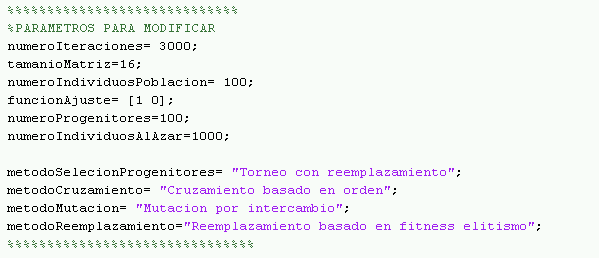 %%%%%%%%%%%%%%%%%%%%%%%%%%%%%
%PARAMETROS PARA MODIFICAR
numeroIteraciones= 3000;
tamanioMatriz=16;
numeroIndividuosPoblacion= 100;
funcionAjuste= [1 0];
numeroProgenitores=100;
numeroIndividuosAlAzar=1000;
metodoSelecionProgenitores= "Torneo con reemplazamiento";
metodoCruzamiento= "Cruzamiento basado en orden";
metodoMutacion= "Mutacion por intercambio";
metodoReemplazamiento="Reemplazamiento basado en fitness elitismo";
%%%%%%%%%%%%%%%%%%%%%%%%%%%%%%%